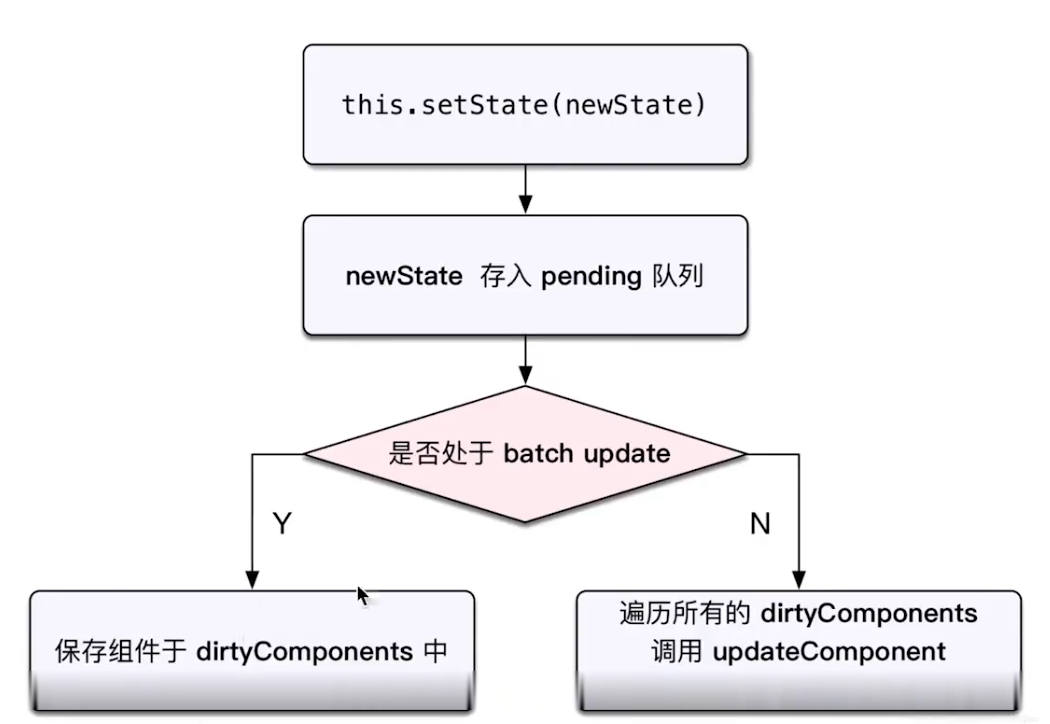 this.setState(newState)
newState 存入 pending 队列
是否处于 batch update
Y
N
保存组件于 dirtyComponents 中
遍历所有的 dirtyComponents
调用 updateComponent